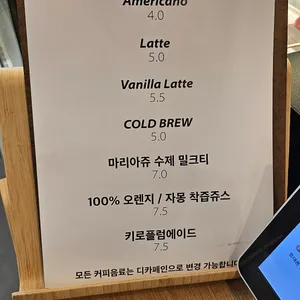 Americano
4.0
Latte
5.0
Vanilla Latte
5.5
COLD BREW
5.0
마리아쥬 수제 밀크티
7.0
100% 오렌지 / 자몽 착즙쥬스
7.5
키로플럼에이드
7.5
모든 커피음료는 디카페인으로 변경 가능합니다